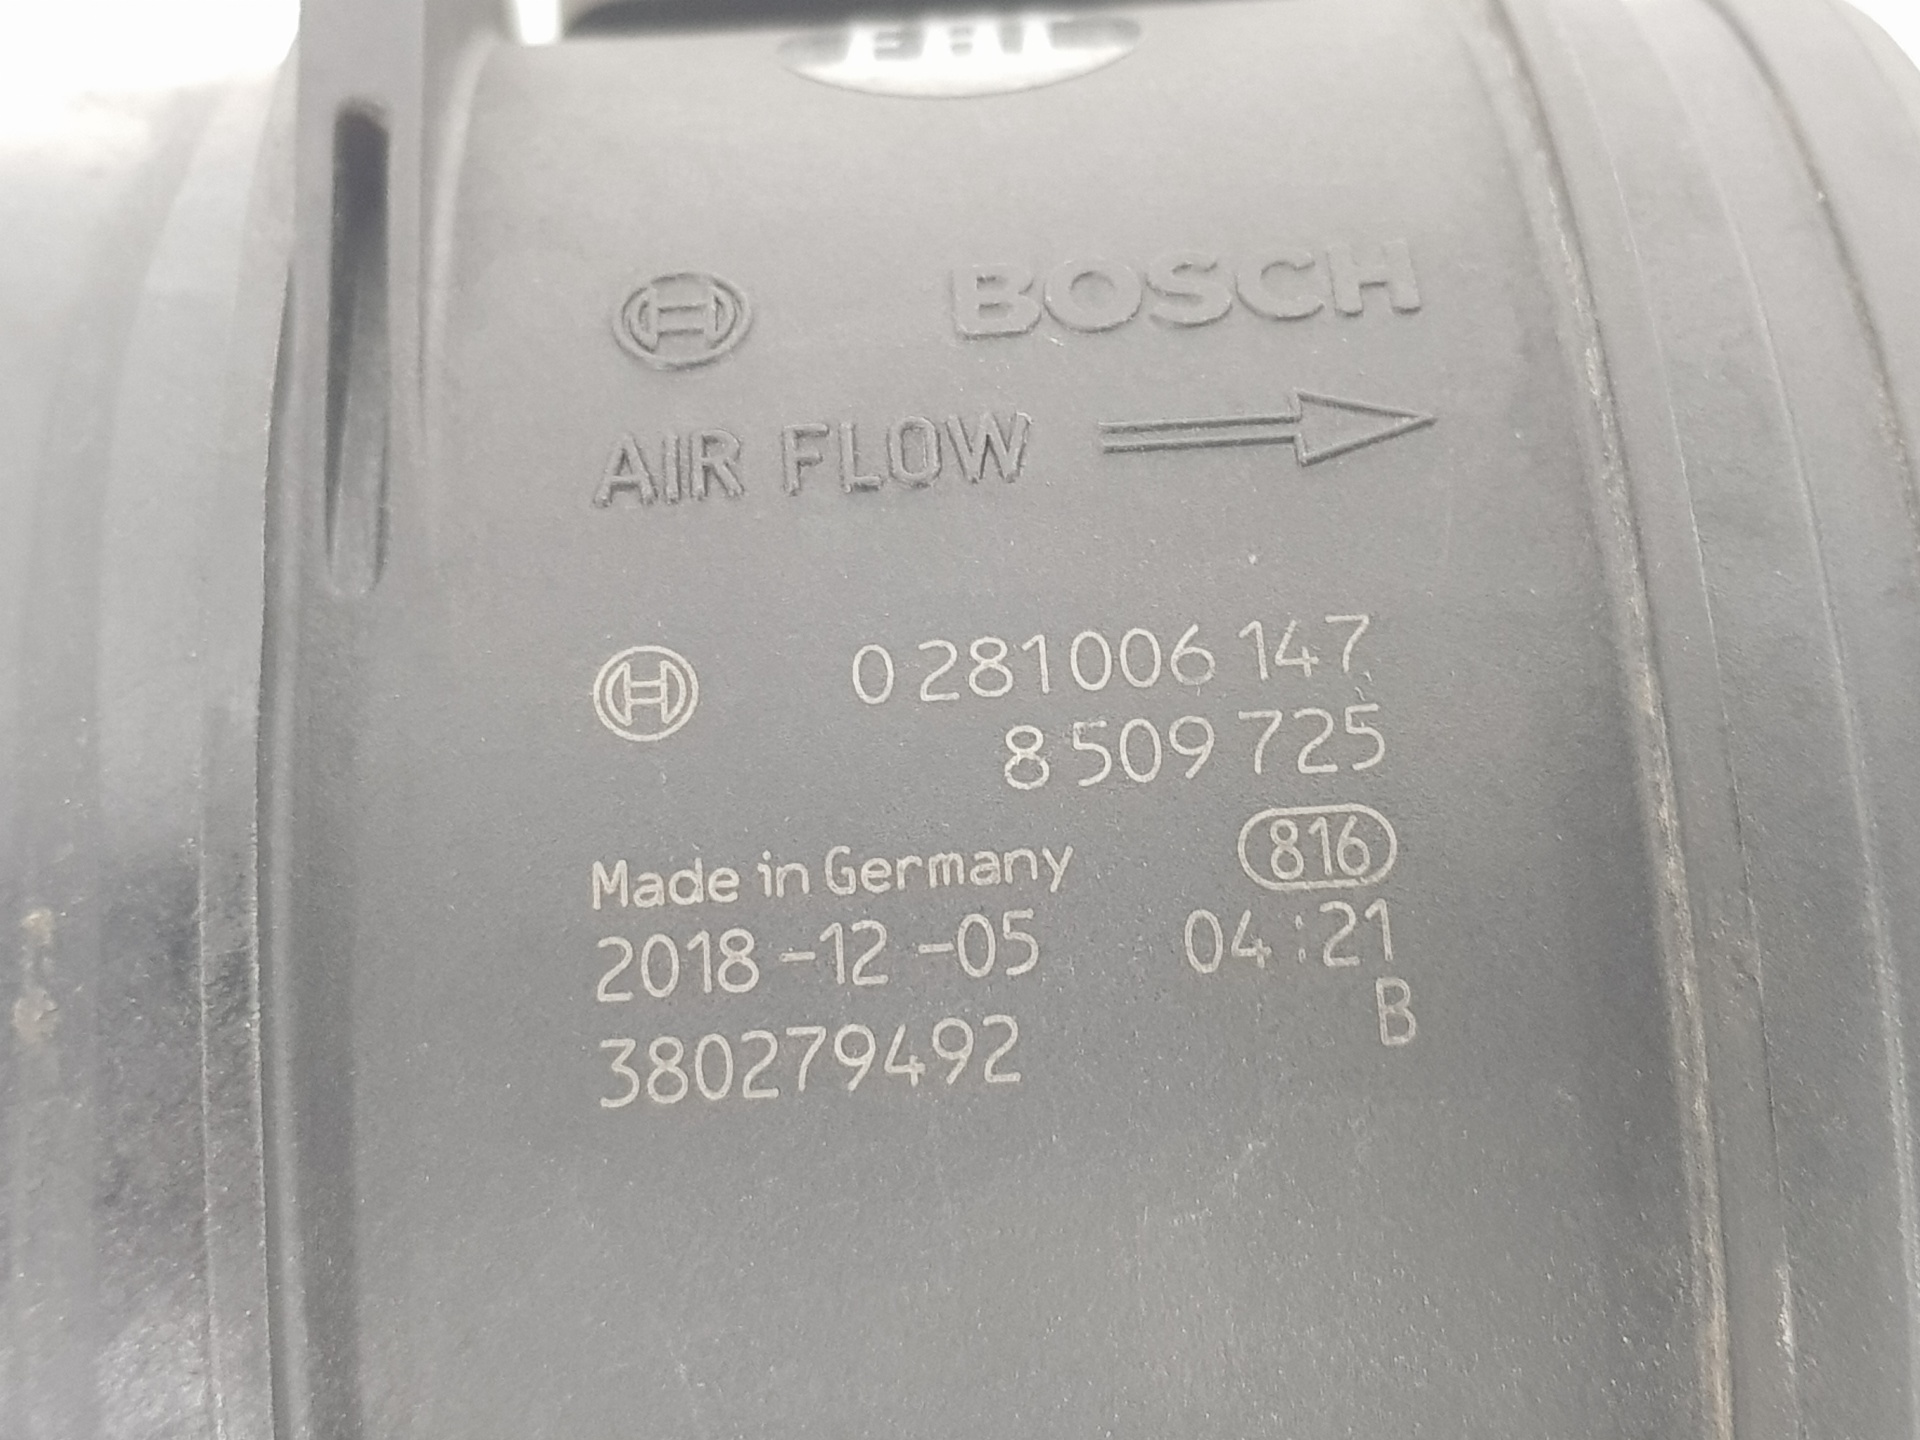 BOSCH
AIR FLOW
0 281 006 147
8 509 725
Made in Germany 816
2018-12-05 04:21
B
380279492